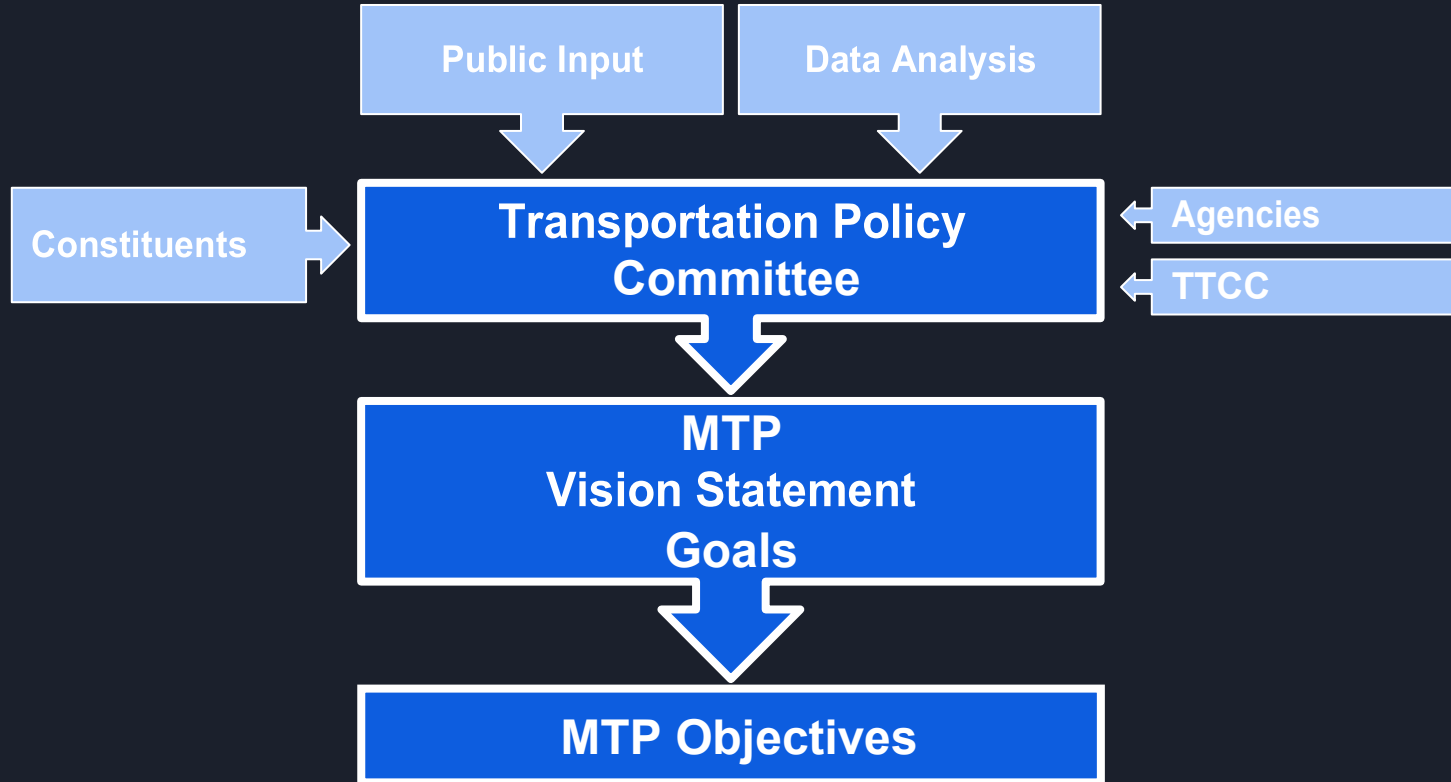 Public Input
Data Analysis
Constituents
Transportation Policy
Committee
Agencies
TTCC
MTP
Vision Statement
Goals
MTP Objectives